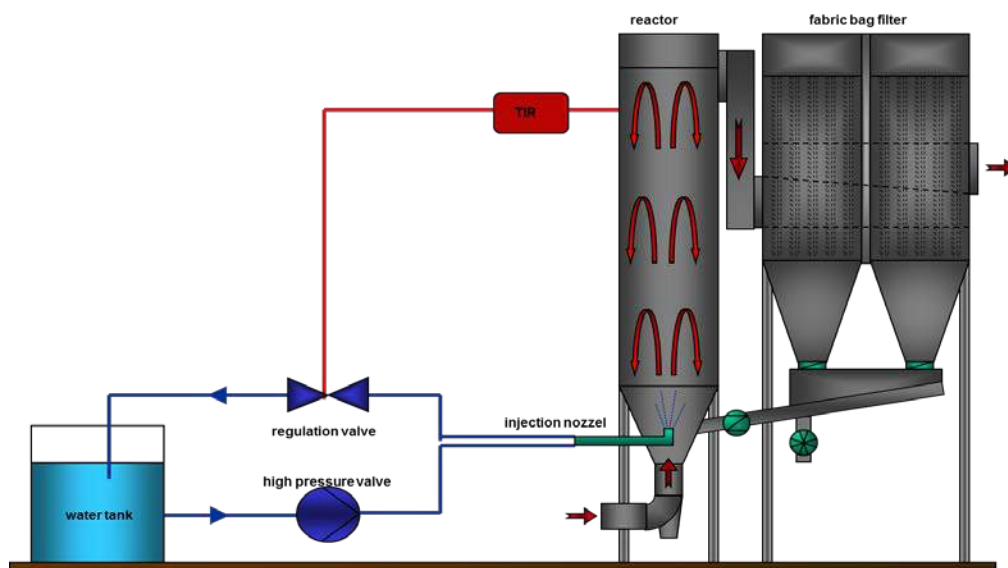 reactor
fabric bag filter
TIR
injection nozzel
regulation valve
high pressure valve
water tank